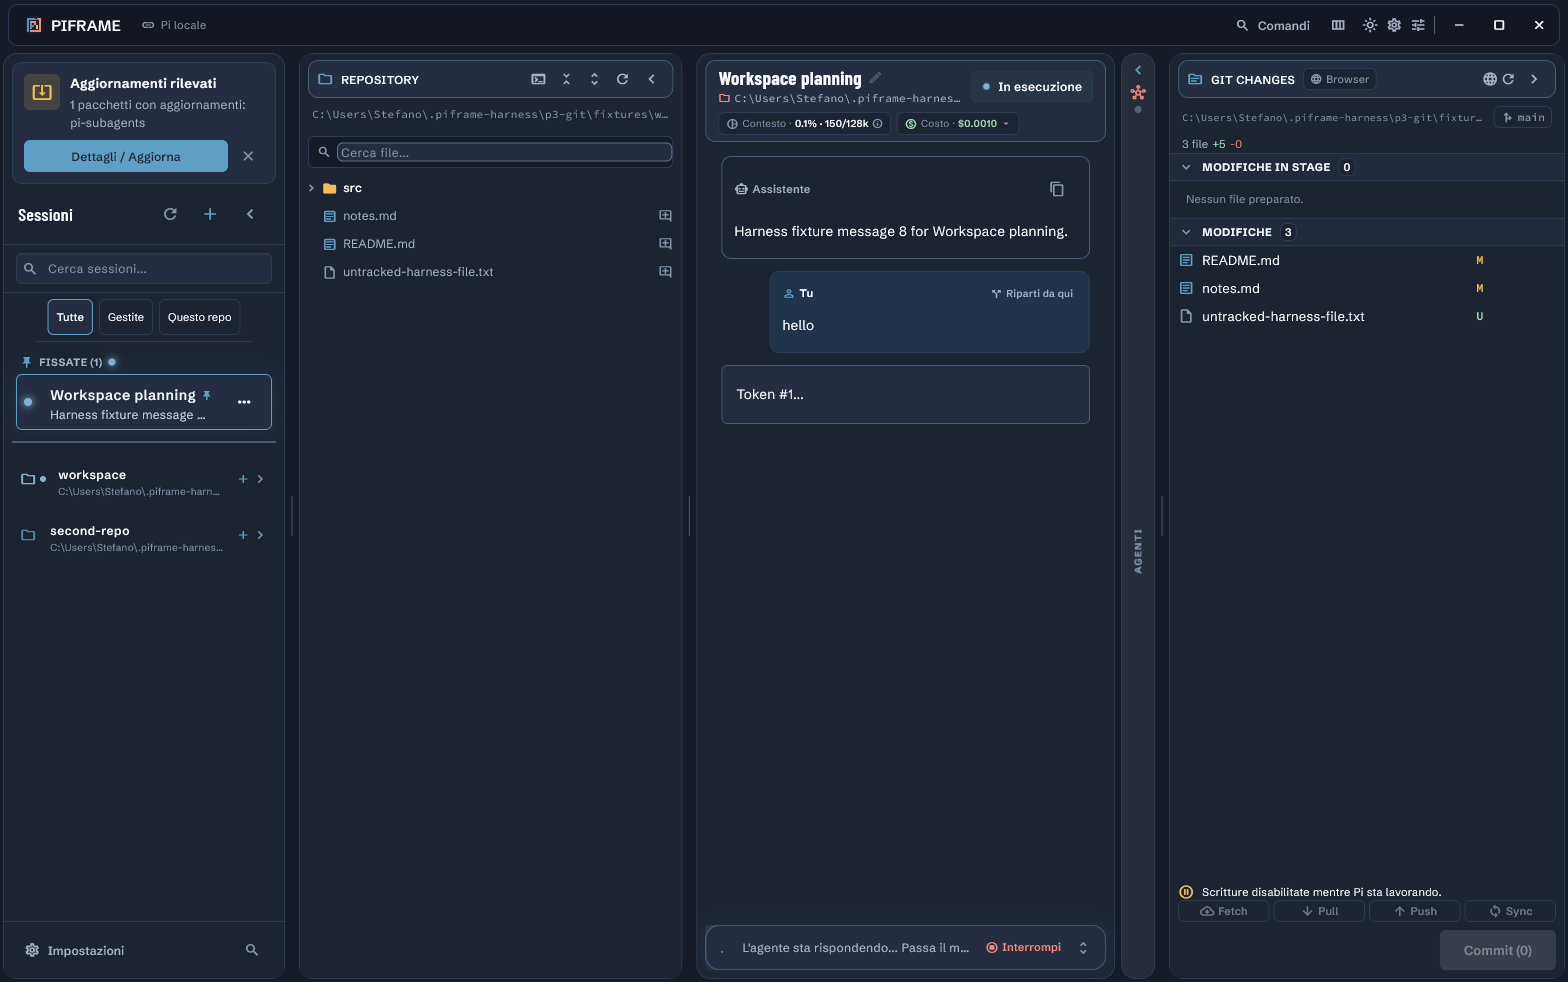 PIFRAME
Pi locale
Comandi
Aggiornamenti rilevati
1 pacchetti con aggiornamenti:
pi-subagents
Dettagli / Aggiorna
Sessioni
Cerca sessioni...
Tutte
Gestite
Questo repo
FISSATE (1)
Workspace planning
Harness fixture message ...
workspace
C:\Users\Stefano\.piframe-harn...
second-repo
C:\Users\Stefano\.piframe-harnes...
Impostazioni
REPOSITORY
C:\Users\Stefano\.piframe-harness\p3-git\fixtures\w...
Cerca file...
src
notes.md
README.md
untracked-harness-file.txt
Workspace planning
C:\Users\Stefano\.piframe-harnes...
In esecuzione
Contesto · 0.1% · 150/128k
Costo · $0.0010
Assistente
Harness fixture message 8 for Workspace planning.
Tu
Riparti da qui
hello
Token #1...
L'agente sta rispondendo... Passa il m...
Interrompi
AGENTI
GIT CHANGES
Browser
C:\Users\Stefano\.piframe-harness\p3-git\fixtur...
main
3 file +5 -0
MODIFICHE IN STAGE 0
Nessun file preparato.
MODIFICHE 3
README.md M
notes.md M
untracked-harness-file.txt U
Scritture disabilitate mentre Pi sta lavorando.
Fetch
Pull
Push
Sync
Commit (0)